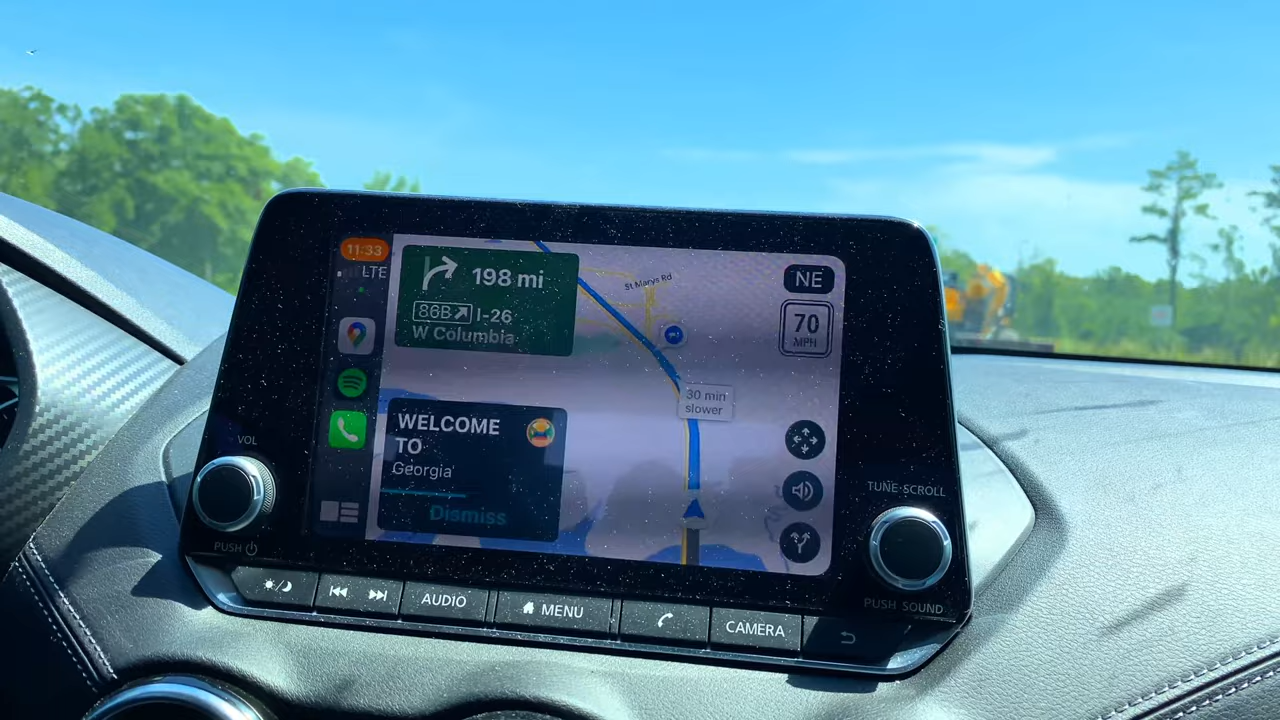 11:33
LTE
198 mi
86B I-26
W Columbia
St Marys Rd
NE
70
MPH
30 min
slower
WELCOME
TO
Georgia
Dismiss
VOL
PUSH
TUNE·SCROLL
PUSH SOUND
AUDIO
MENU
CAMERA